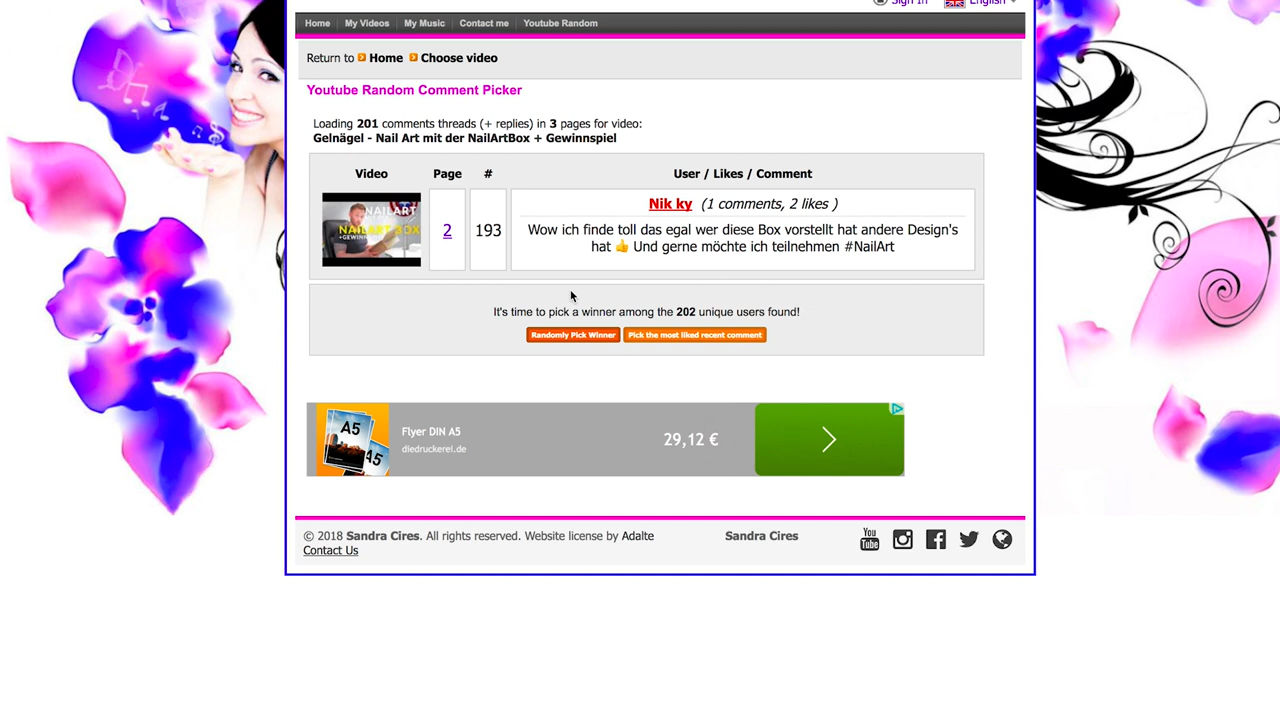 Sign In English
Home My Videos My Music Contact me Youtube Random
Return to Home Choose video
Youtube Random Comment Picker
Loading 201 comments threads (+ replies) in 3 pages for video:
Gelnägel - Nail Art mit der NailArtBox + Gewinnspiel
Video Page # User / Likes / Comment
NAILART
NAILART BOX
+GEWINN
2 193
Nik ky (1 comments, 2 likes )
Wow ich finde toll das egal wer diese Box vorstellt hat andere Design's
hat 👍 Und gerne möchte ich teilnehmen #NailArt
It's time to pick a winner among the 202 unique users found!
Randomly Pick Winner Pick the most liked recent comment
A5
A5
Flyer DIN A5
diedruckerei.de
29,12 €
© 2018 Sandra Cires. All rights reserved. Website license by Adalte
Contact Us
Sandra Cires
You
Tube